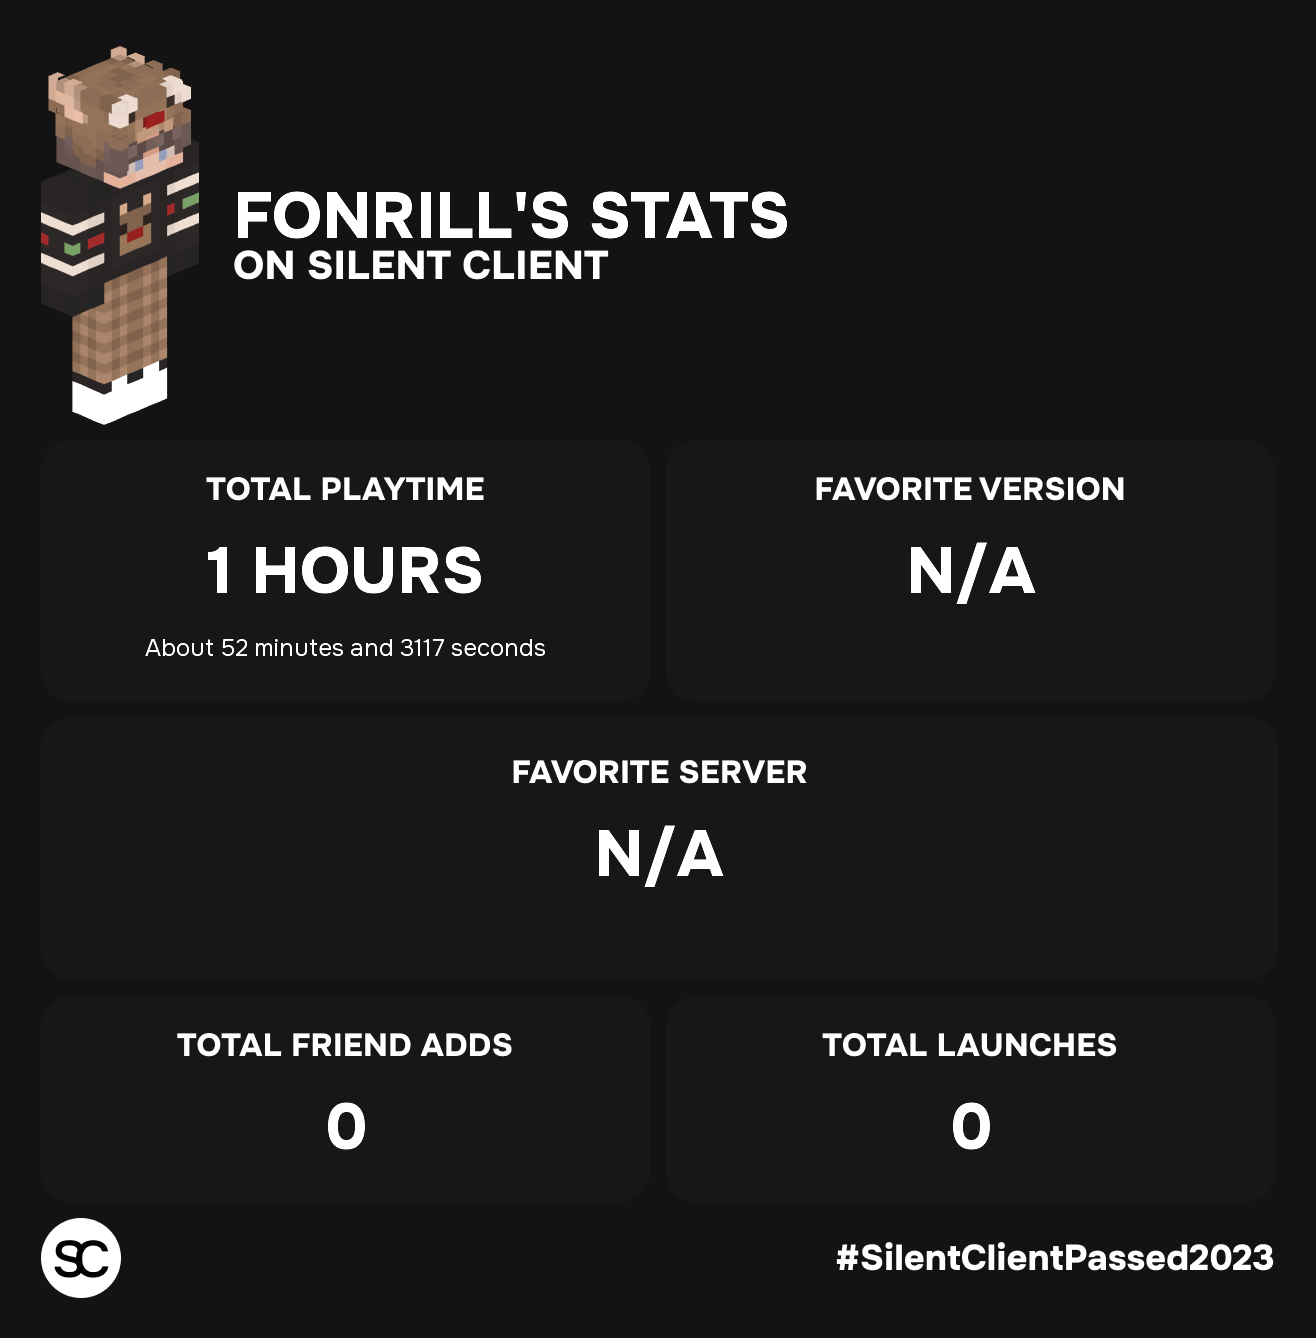 FONRILL'S STATS
ON SILENT CLIENT
TOTAL PLAYTIME
1 HOURS
About 52 minutes and 3117 seconds
FAVORITE VERSION
N/A
FAVORITE SERVER
N/A
TOTAL FRIEND ADDS
0
TOTAL LAUNCHES
0
SC
#SilentClientPassed2023